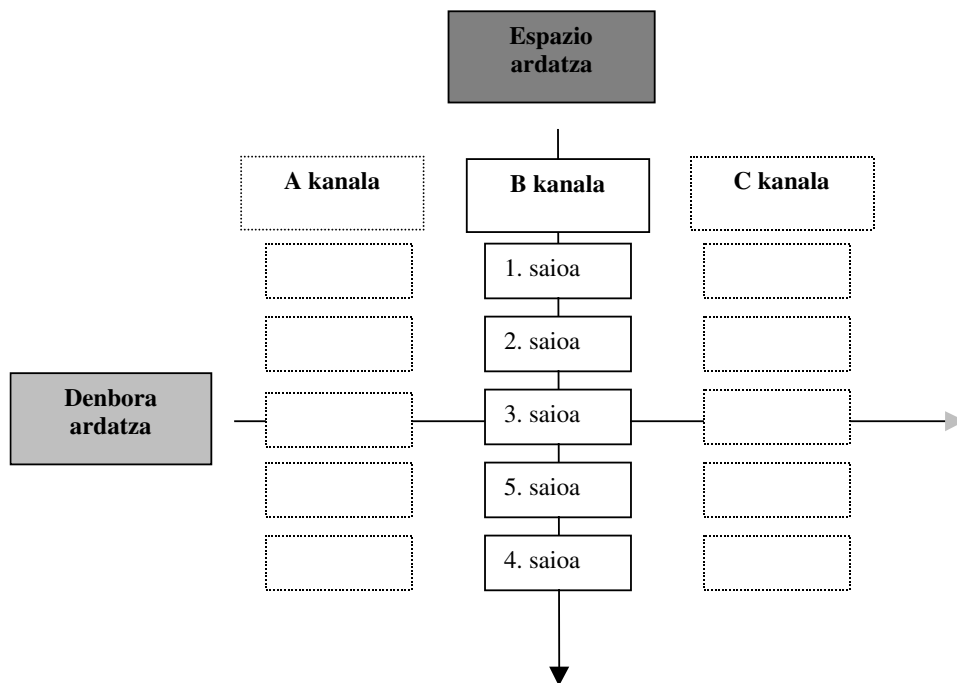 Espazio
ardatza
A kanala
B kanala
C kanala
1. saioa
2. saioa
Denbora
ardatza
3. saioa
5. saioa
4. saioa